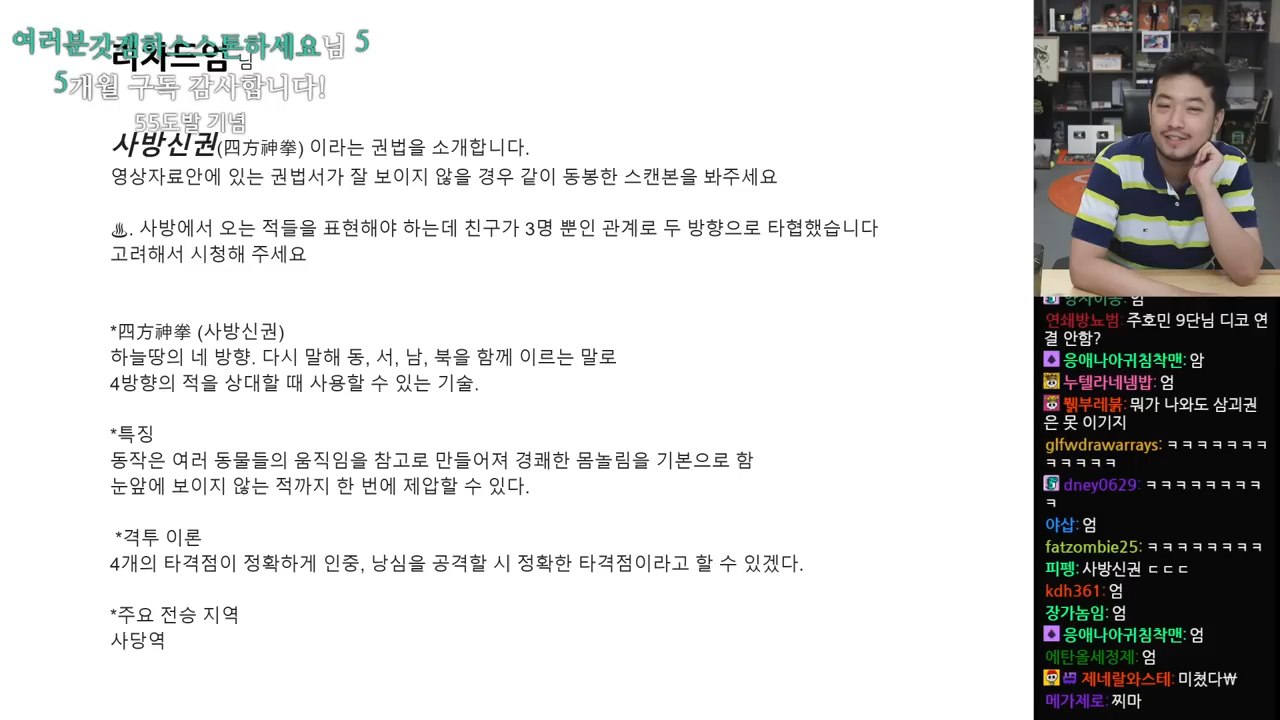 여러분갓겜하스스톤하세요님 5
5개월 구독 감사합니다!
55도발 기념
리차드엄 님
사방신권(四方神拳) 이라는 권법을 소개합니다.
영상자료안에 있는 권법서가 잘 보이지 않을 경우 같이 동봉한 스캔본을 봐주세요
♨. 사방에서 오는 적들을 표현해야 하는데 친구가 3명 뿐인 관계로 두 방향으로 타협했습니다
고려해서 시청해 주세요
*四方神拳 (사방신권)
하늘땅의 네 방향. 다시 말해 동, 서, 남, 북을 함께 이르는 말로
4방향의 적을 상대할 때 사용할 수 있는 기술.
*특징
동작은 여러 동물들의 움직임을 참고로 만들어져 경쾌한 몸놀림을 기본으로 함
눈앞에 보이지 않는 적까지 한 번에 제압할 수 있다.
*격투 이론
4개의 타격점이 정확하게 인중, 낭심을 공격할 시 정확한 타격점이라고 할 수 있겠다.
*주요 전승 지역
사당역
엄
연쇄방뇨범: 주호민 9단님 디코 연
결 안함?
응애나아귀침착맨: 암
누텔라네넴밥: 엄
쀍부레붉: 뭐가 나와도 삼괴권
은 못 이기지
glfwdrawarrays: ㅋㅋㅋㅋㅋㅋㅋ
ㅋㅋㅋㅋㅋ
dney0629: ㅋㅋㅋㅋㅋㅋㅋㅋ
ㅋ
야삽: 엄
fatzombie25: ㅋㅋㅋㅋㅋㅋㅋㅋ
피펭: 사방신권 ㄷㄷㄷ
kdh361: 엄
장가놈임: 엄
응애나아귀침착맨: 엄
에탄올세정제: 엄
제네랄와스테: 미쳤다₩
메가제로: 찌마